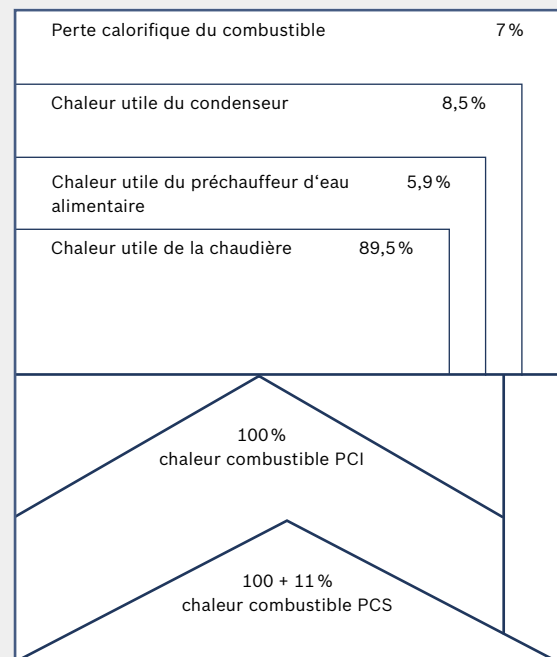 Perte calorifique du combustible 7 %
Chaleur utile du condenseur 8,5 %
Chaleur utile du préchauffeur d‘eau 5,9 %
alimentaire
Chaleur utile de la chaudière 89,5 %
100 %
chaleur combustible PCI
100 + 11 %
chaleur combustible PCS